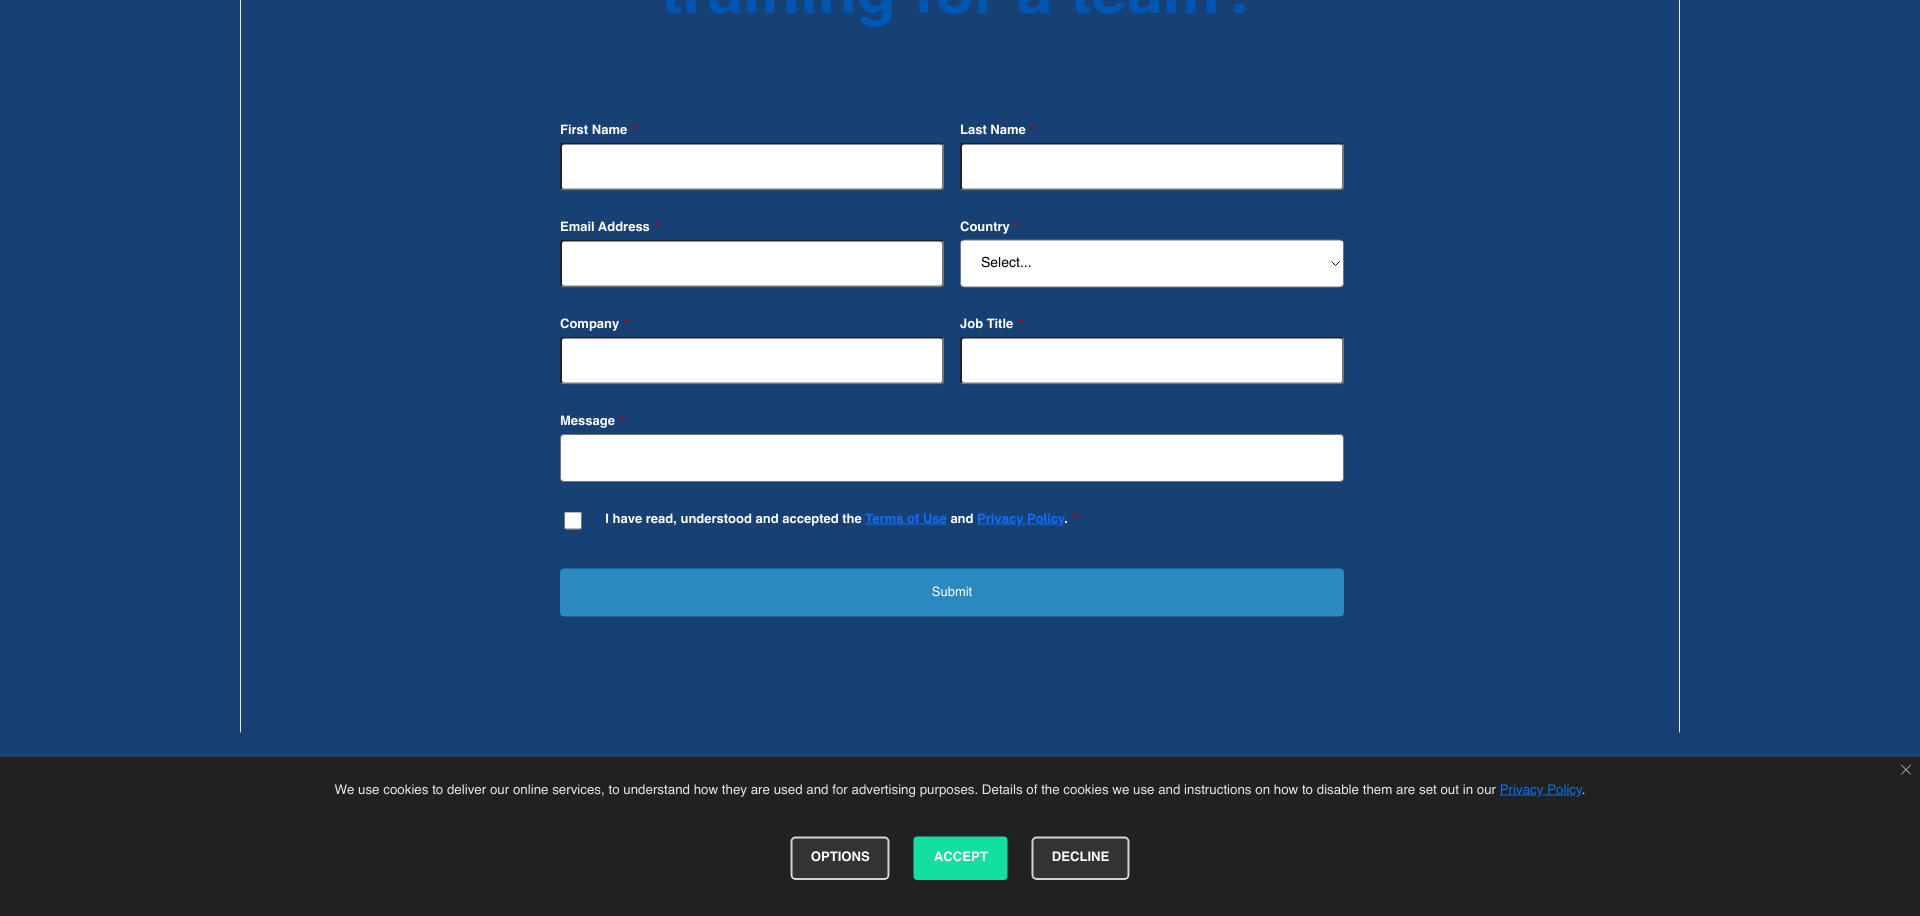 training for a team?
First Name *
Last Name *
Email Address *
Country *
Select...
Company *
Job Title *
Message *
I have read, understood and accepted the Terms of Use and Privacy Policy. *
Submit
We use cookies to deliver our online services, to understand how they are used and for advertising purposes. Details of the cookies we use and instructions on how to disable them are set out in our Privacy Policy.
OPTIONS
ACCEPT
DECLINE